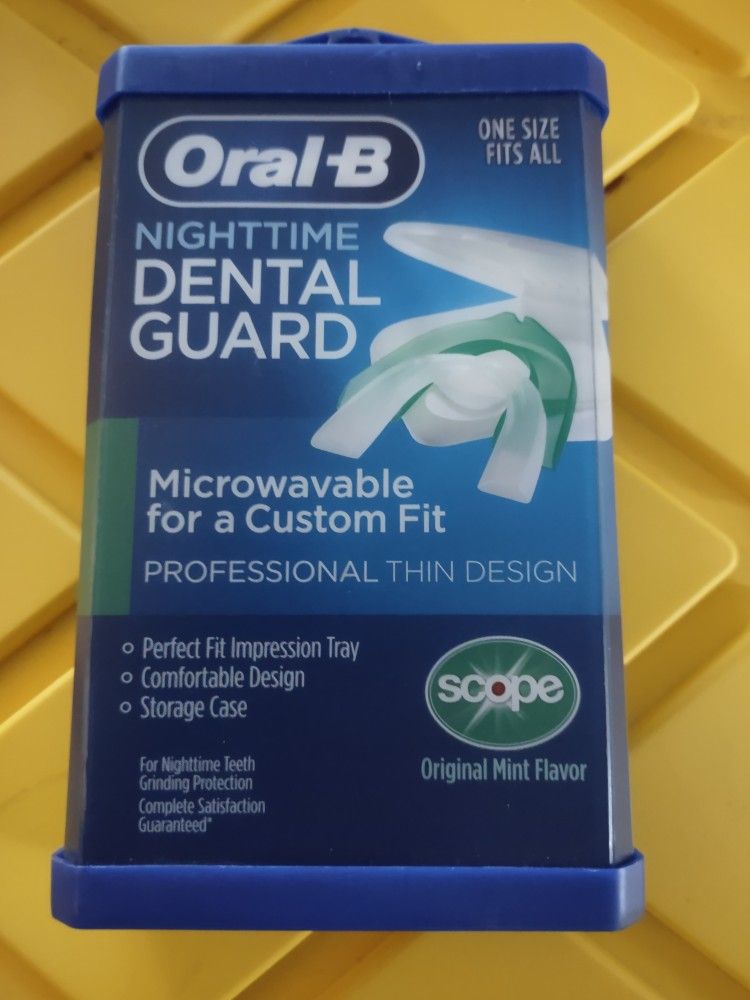 Oral-B
ONE SIZE
FITS ALL
NIGHTTIME
DENTAL
GUARD
Microwavable
for a Custom Fit
PROFESSIONAL THIN DESIGN
Perfect Fit Impression Tray
Comfortable Design
Storage Case
scope
Original Mint Flavor
For Nighttime Teeth
Grinding Protection
Complete Satisfaction
Guaranteed*